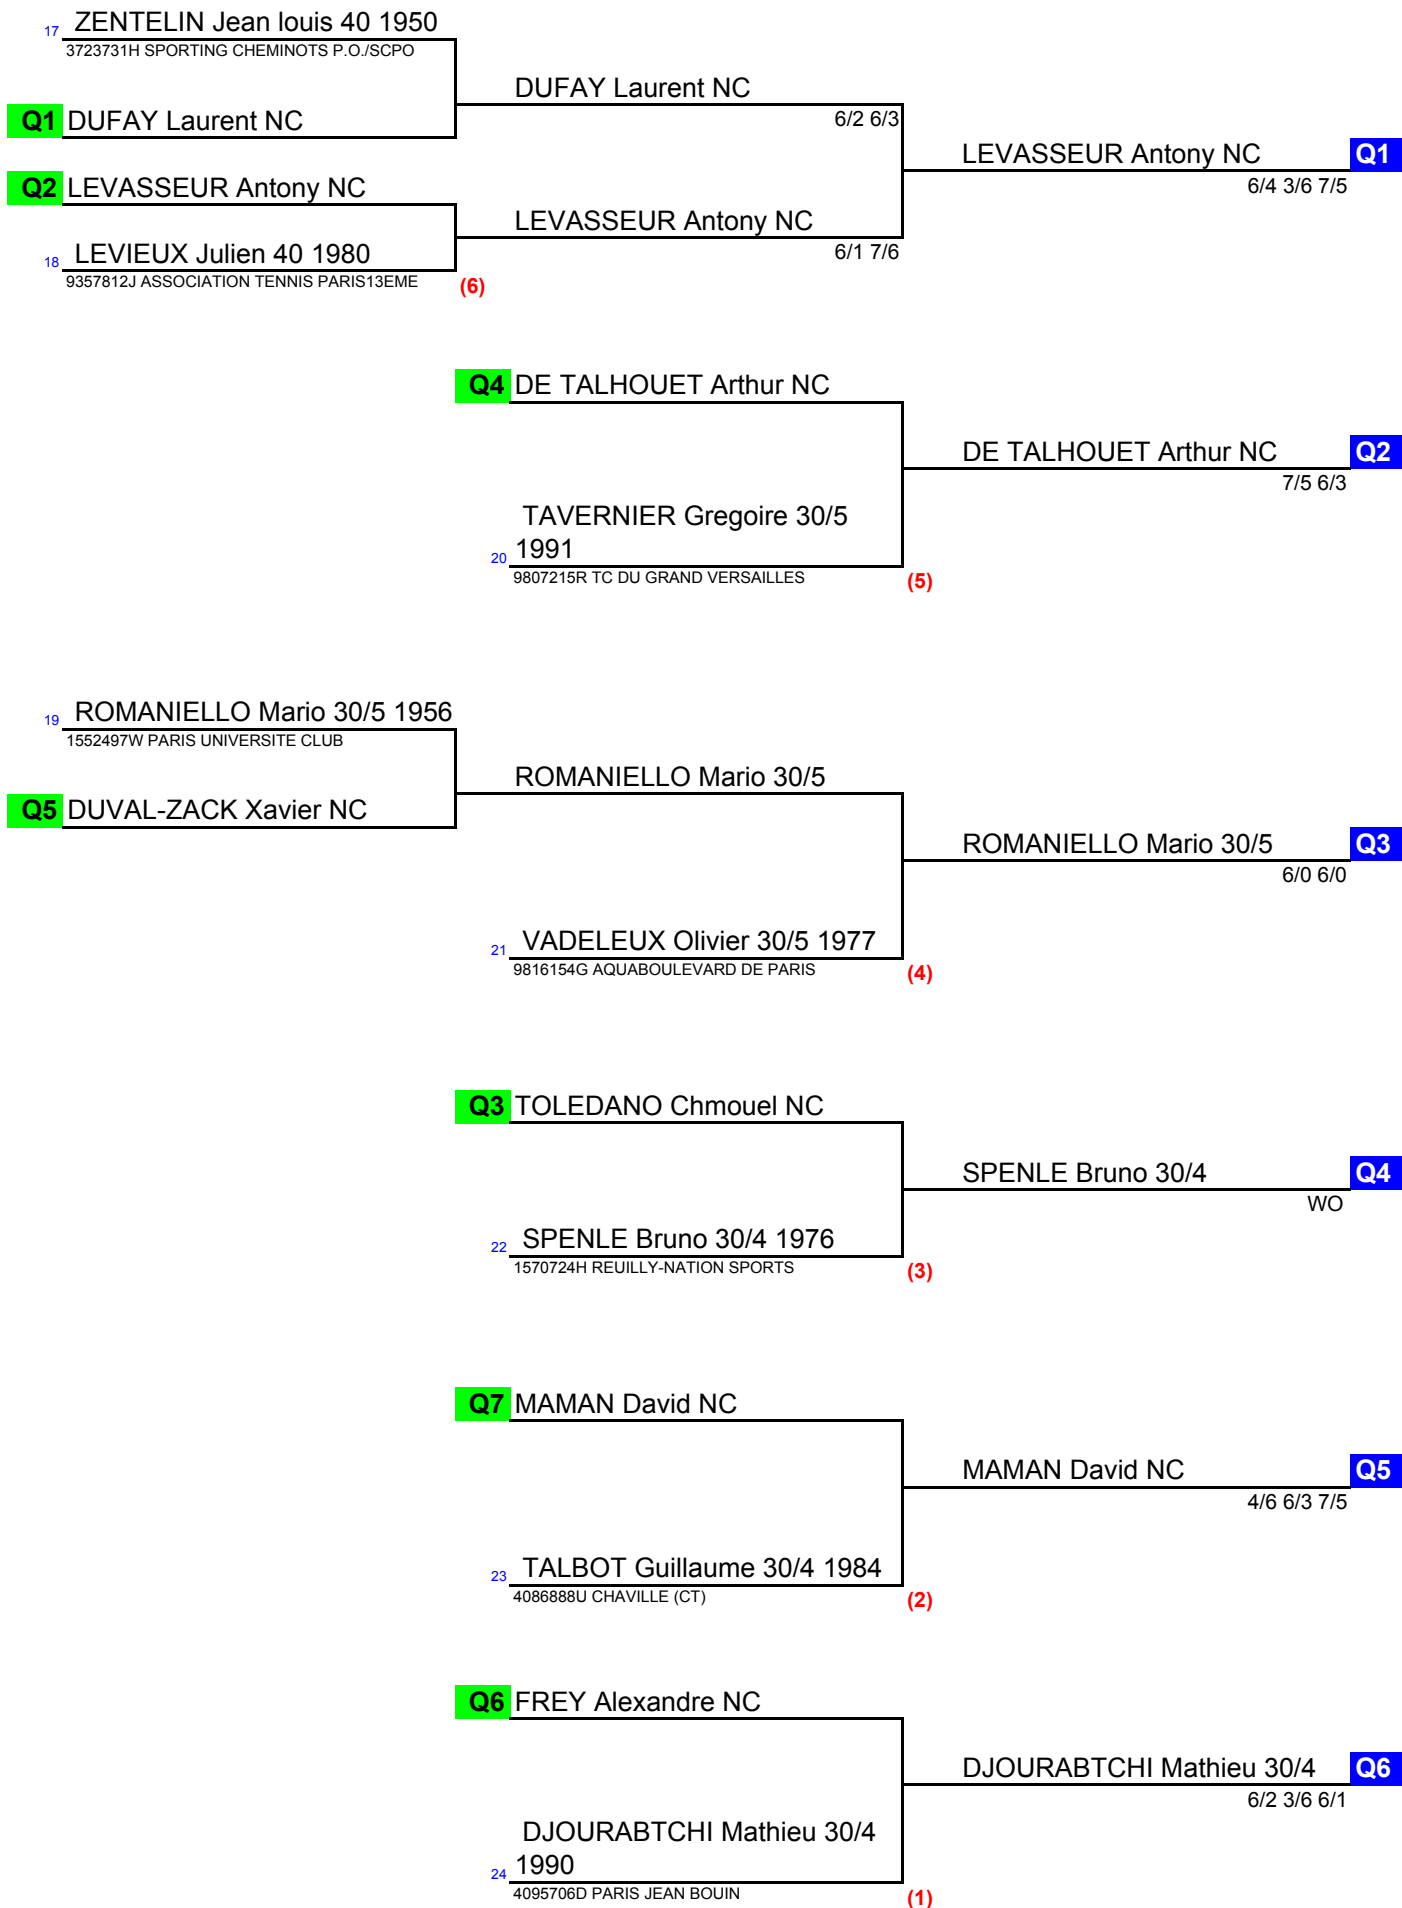 17 ZENTELIN Jean louis 40 1950
3723731H SPORTING CHEMINOTS P.O./SCPO
DUFAY Laurent NC
6/2 6/3
Q1 DUFAY Laurent NC
LEVASSEUR Antony NC Q1
6/4 3/6 7/5
Q2 LEVASSEUR Antony NC
LEVASSEUR Antony NC
6/1 7/6
18 LEVIEUX Julien 40 1980
9357812J ASSOCIATION TENNIS PARIS13EME
(6)
Q4 DE TALHOUET Arthur NC
DE TALHOUET Arthur NC Q2
7/5 6/3
TAVERNIER Gregoire 30/5
20 1991
9807215R TC DU GRAND VERSAILLES
(5)
19 ROMANIELLO Mario 30/5 1956
1552497W PARIS UNIVERSITE CLUB
ROMANIELLO Mario 30/5
Q5 DUVAL-ZACK Xavier NC
ROMANIELLO Mario 30/5 Q3
6/0 6/0
21 VADELEUX Olivier 30/5 1977
9816154G AQUABOULEVARD DE PARIS
(4)
Q3 TOLEDANO Chmouel NC
SPENLE Bruno 30/4 Q4
WO
22 SPENLE Bruno 30/4 1976
1570724H REUILLY-NATION SPORTS
(3)
Q7 MAMAN David NC
MAMAN David NC Q5
4/6 6/3 7/5
23 TALBOT Guillaume 30/4 1984
4086888U CHAVILLE (CT)
(2)
Q6 FREY Alexandre NC
DJOURABTCHI Mathieu 30/4 Q6
6/2 3/6 6/1
DJOURABTCHI Mathieu 30/4
24 1990
4095706D PARIS JEAN BOUIN
(1)